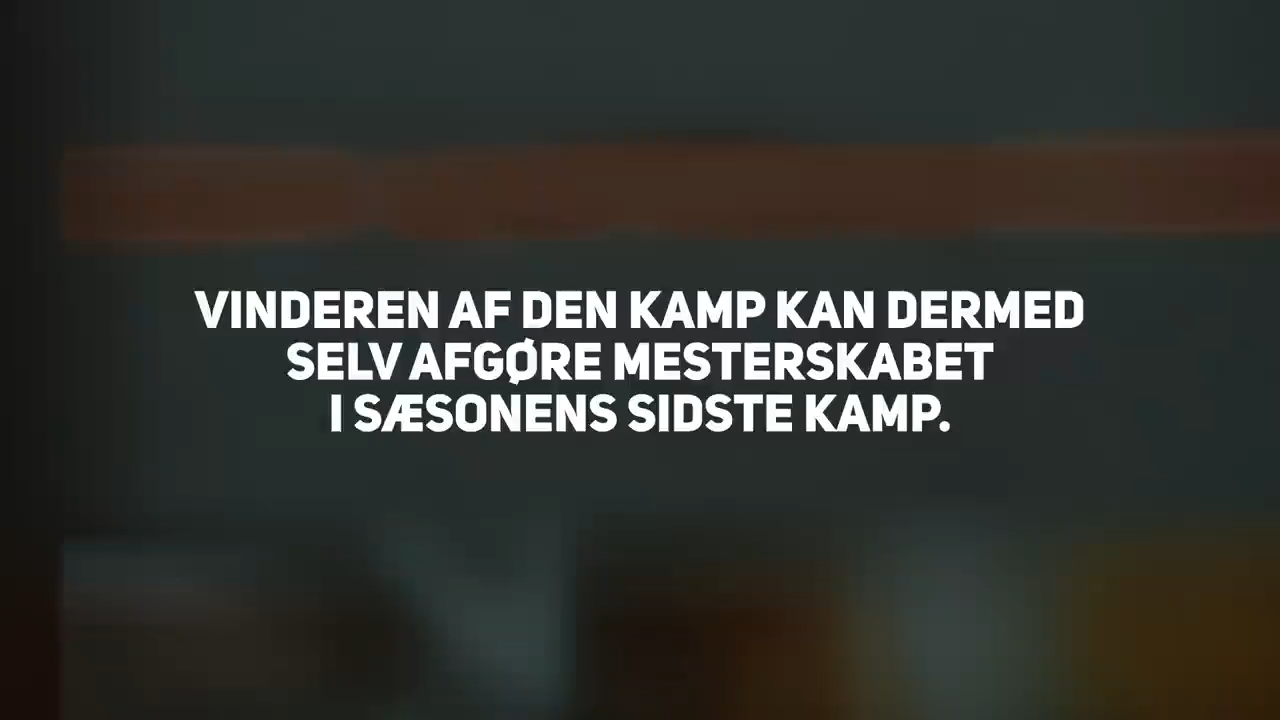 VINDEREN AF DEN KAMP KAN DERMED
SELV AFGØRE MESTERSKABET
I SÆSONENS SIDSTE KAMP.